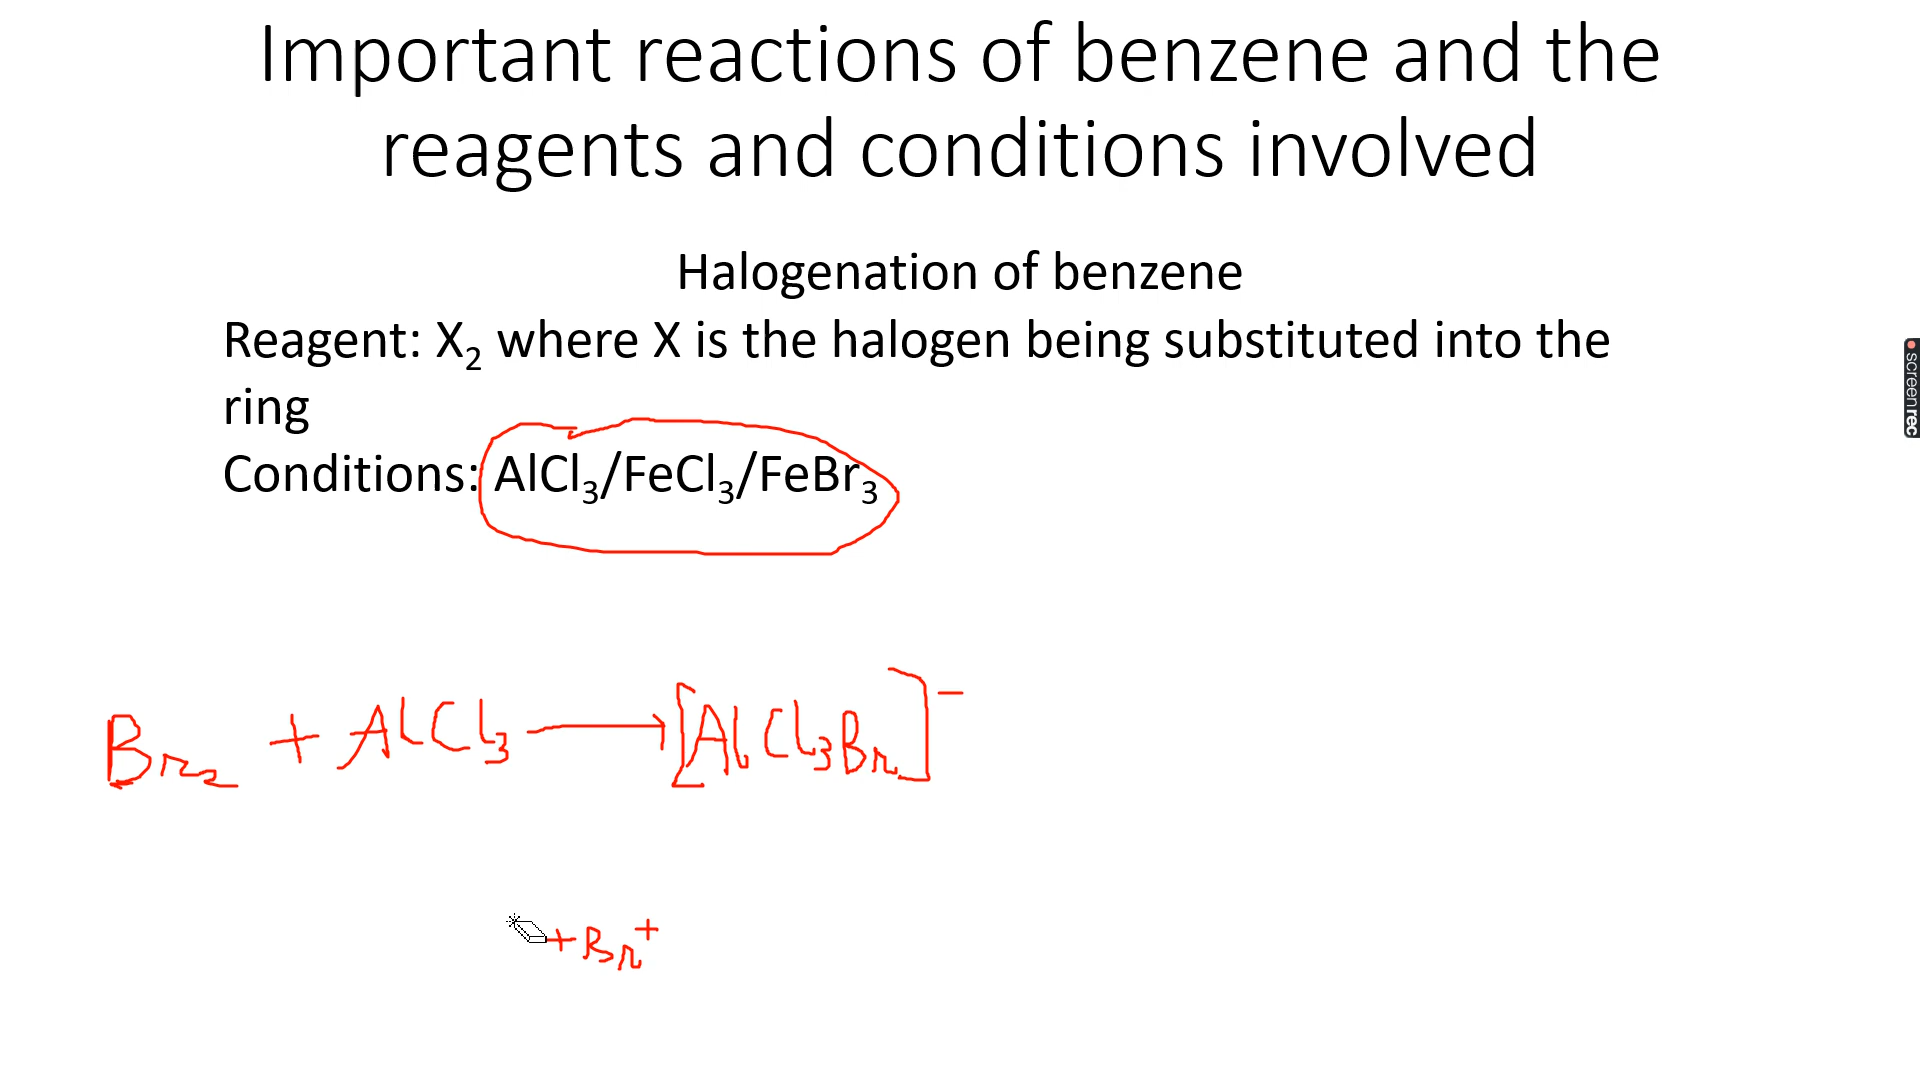 Important reactions of benzene and the
reagents and conditions involved
Halogenation of benzene
Reagent: X₂ where X is the halogen being substituted into the
ring
Conditions: AlCl₃/FeCl₃/FeBr₃
Br₂ + AlCl₃ → [AlCl₃Br]⁻
+ Br⁺
screenrec